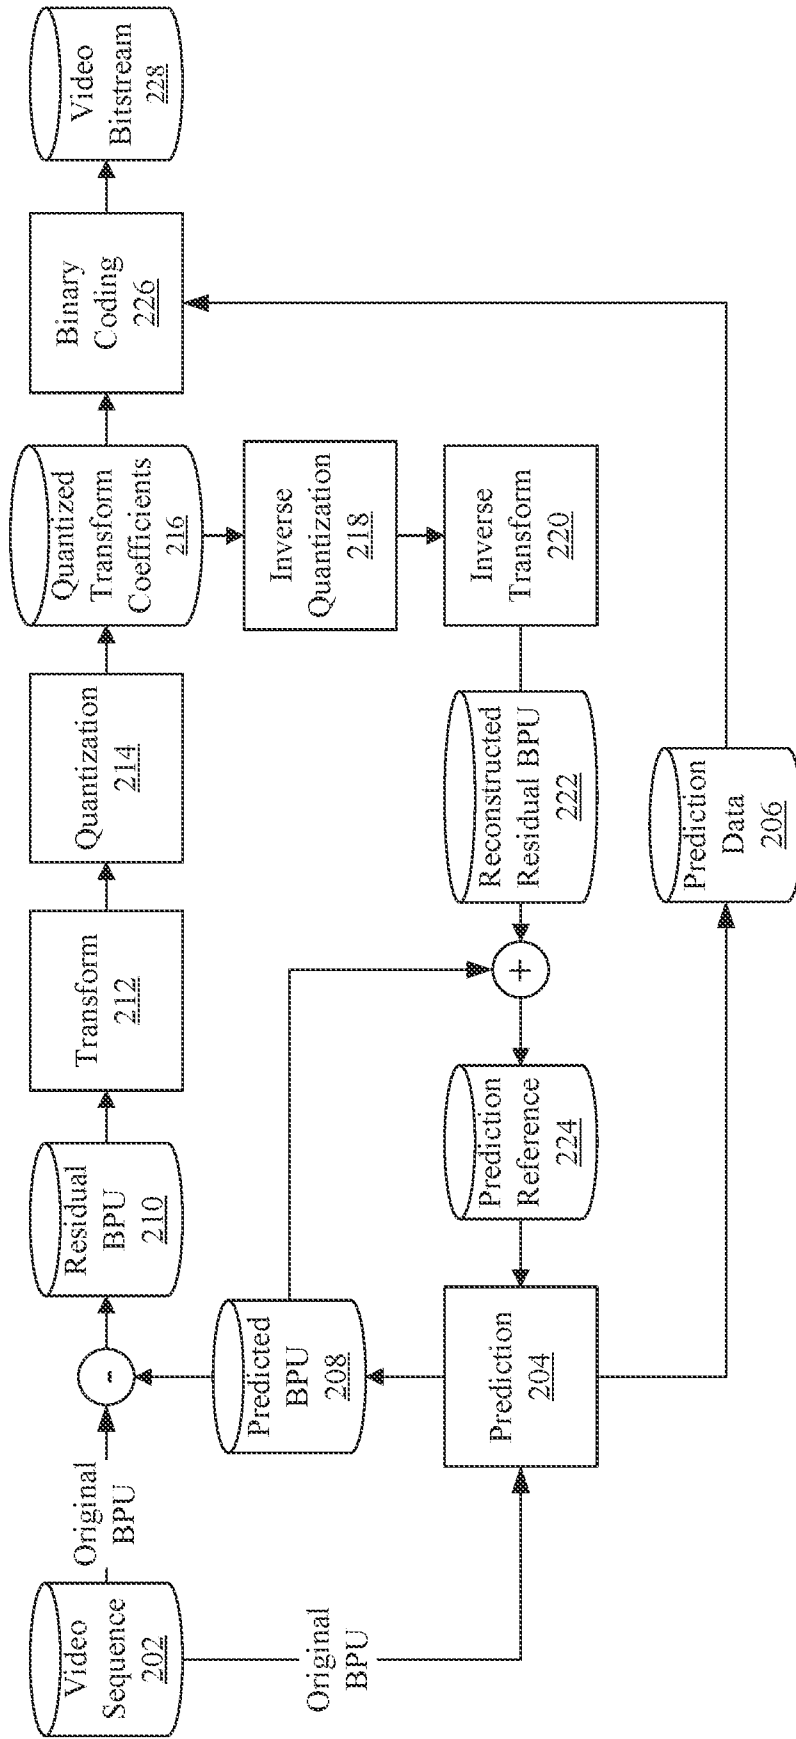 Video
Sequence
202
Original
BPU
-
Residual
BPU
210
Transform
212
Quantization
214
Quantized
Transform
Coefficients
216
Binary
Coding
226
Video
Bitstream
228
Original
BPU
Predicted
BPU
208
Inverse
Quantization
218
Prediction
204
Prediction
Reference
224
+
Reconstructed
Residual BPU
222
Inverse
Transform
220
Prediction
Data
206